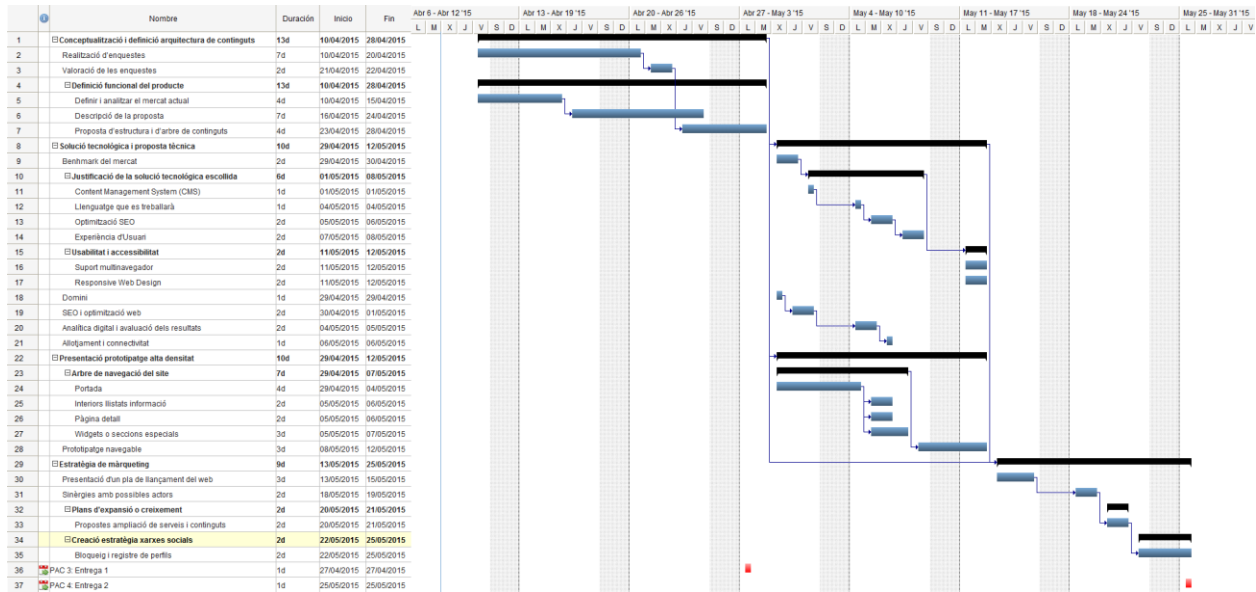 Nombre Duración Inicio Fin Abr 6 - Abr 12 '15 Abr 13 - Abr 19 '15 Abr 20 - Abr 26 '15 Abr 27 - May 3 '15 May 4 - May 10 '15 May 11 - May 17 '15 May 18 - May 24 '15 May 25 - May 31 '15
L M X J V S D L M X J V S D L M X J V S D L M X J V S D L M X J V S D L M X J V S D L M X J V S D L M X J V
1 Conceptualització i definició arquitectura de continguts 13d 10/04/2015 28/04/2015
2 Realització d'enquestes 7d 10/04/2015 20/04/2015
3 Valoració de les enquestes 2d 21/04/2015 22/04/2015
4 Definició funcional del producte 13d 10/04/2015 28/04/2015
5 Definir i analitzar el mercat actual 4d 10/04/2015 15/04/2015
6 Descripció de la proposta 7d 16/04/2015 24/04/2015
7 Proposta d'estructura i d'arbre de continguts 4d 23/04/2015 28/04/2015
8 Solució tecnològica i proposta tècnica 10d 29/04/2015 12/05/2015
9 Benhmark del mercat 2d 29/04/2015 30/04/2015
10 Justificació de la solució tecnológica escollida 6d 01/05/2015 08/05/2015
11 Content Management System (CMS) 1d 01/05/2015 01/05/2015
12 Llenguatge que es treballarà 1d 04/05/2015 04/05/2015
13 Optimització SEO 2d 05/05/2015 06/05/2015
14 Experiència d'Usuari 2d 07/05/2015 08/05/2015
15 Usabilitat i accessibilitat 2d 11/05/2015 12/05/2015
16 Suport multinavegador 2d 11/05/2015 12/05/2015
17 Responsive Web Design 2d 11/05/2015 12/05/2015
18 Domini 1d 29/04/2015 29/04/2015
19 SEO i optimització web 2d 30/04/2015 01/05/2015
20 Analítica digital i avaluació dels resultats 2d 04/05/2015 05/05/2015
21 Allotjament i connectivitat 1d 06/05/2015 06/05/2015
22 Presentació prototipatge alta densitat 10d 29/04/2015 12/05/2015
23 Arbre de navegació del site 7d 29/04/2015 07/05/2015
24 Portada 4d 29/04/2015 04/05/2015
25 Interiors llistats informació 2d 05/05/2015 06/05/2015
26 Pàgina detall 2d 05/05/2015 06/05/2015
27 Widgets o seccions especials 3d 05/05/2015 07/05/2015
28 Prototipatge navegable 3d 08/05/2015 12/05/2015
29 Estratègia de màrqueting 9d 13/05/2015 25/05/2015
30 Presentació d'un pla de llançament del web 3d 13/05/2015 15/05/2015
31 Sinèrgies amb possibles actors 2d 18/05/2015 19/05/2015
32 Plans d'expansió o creixement 2d 20/05/2015 21/05/2015
33 Propostes ampliació de serveis i continguts 2d 20/05/2015 21/05/2015
34 Creació estratègia xarxes socials 2d 22/05/2015 25/05/2015
35 Bloqueig i registre de perfils 2d 22/05/2015 25/05/2015
36 PAC 3: Entrega 1 1d 27/04/2015 27/04/2015
37 PAC 4: Entrega 2 1d 25/05/2015 25/05/2015